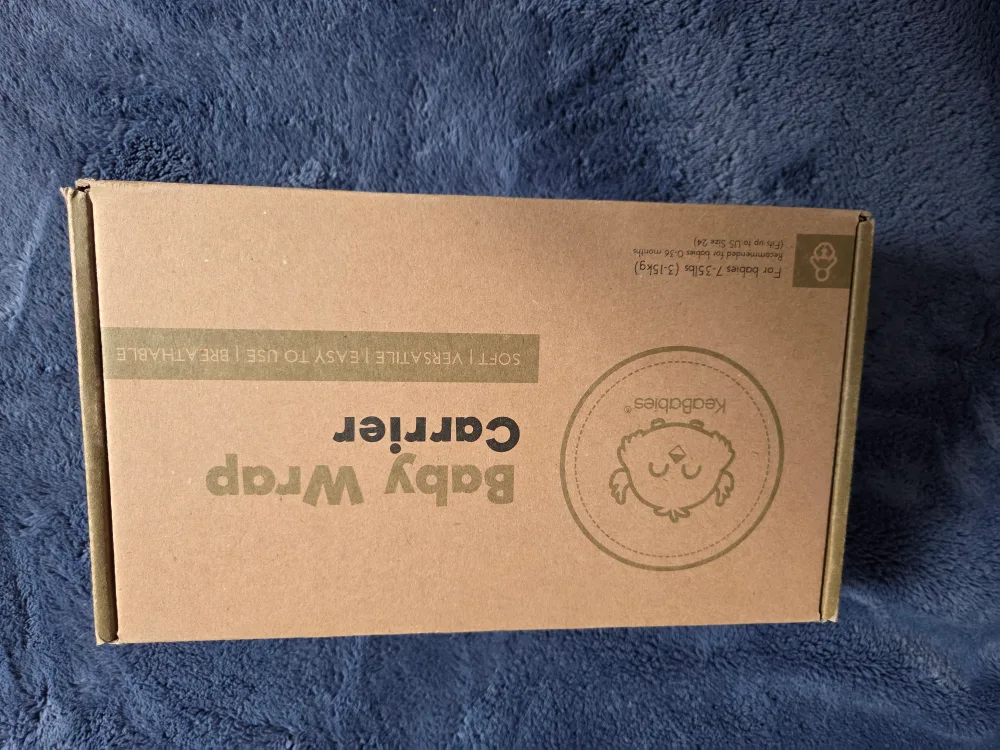 KeaBabies®
Baby Wrap
Carrier
SOFT | VERSATILE | EASY TO USE | BREATHABLE
For babies 7-35lbs (3-15kg)
Recommended for babies 0-36 months
(Fits up to US Size 24)